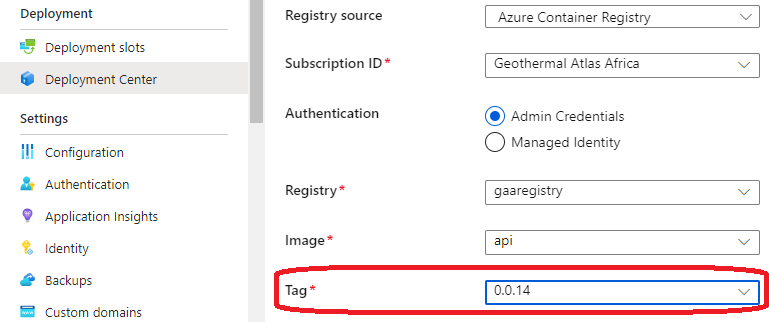 Deployment
Deployment slots
Deployment Center
Settings
Configuration
Authentication
Application Insights
Identity
Backups
Custom domains
Registry source
Azure Container Registry
Subscription ID*
Geothermal Atlas Africa
Authentication
Admin Credentials
Managed Identity
Registry*
gaaregistry
Image*
api
Tag*
0.0.14